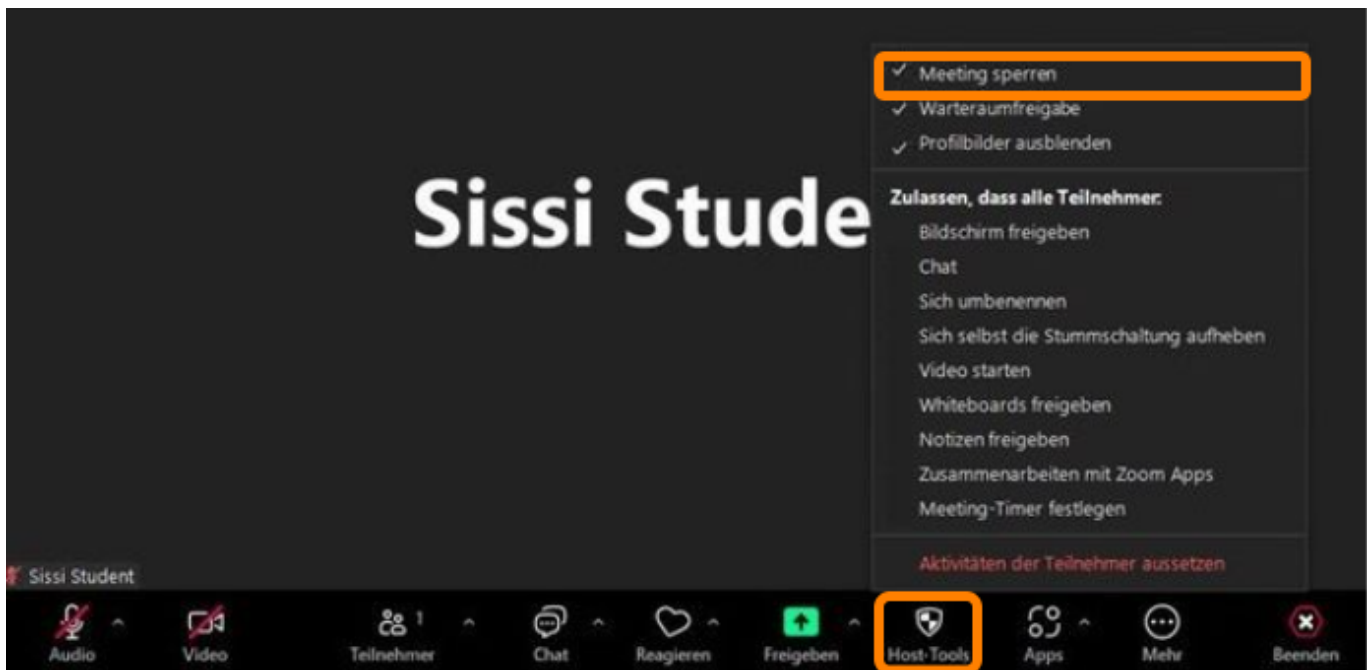 Meeting sperren
Warteraumfreigabe
Profilbilder ausblenden
Sissi Stude
Zulassen, dass alle Teilnehmer:
Bildschirm freigeben
Chat
Sich umbenennen
Sich selbst die Stummschaltung aufheben
Video starten
Whiteboards freigeben
Notizen freigeben
Zusammenarbeiten mit Zoom Apps
Meeting-Timer festlegen
Aktivitäten der Teilnehmer aussetzen
Sissi Student
Audio Video Teilnehmer 1 Chat Reagieren Freigeben Host-Tools Apps Mehr Beenden